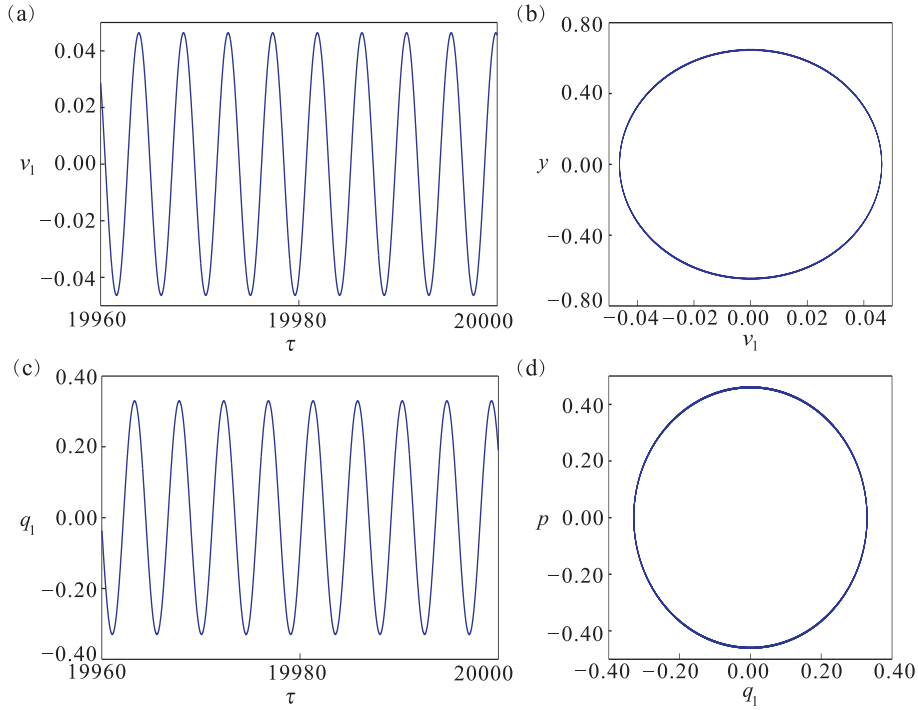 (a)
0.04
0.02
v₁ 0.00
−0.02
−0.04
19960 19980 20000
τ
(b)
0.80
0.40
y 0.00
−0.40
−0.80
−0.04 −0.02 0.00 0.02 0.04
v₁
(c)
0.40
0.20
q₁ 0.00
−0.20
−0.40
19960 19980 20000
τ
(d)
0.40
0.20
p 0.00
−0.20
−0.40
−0.40 −0.20 0.00 0.20 0.40
q₁